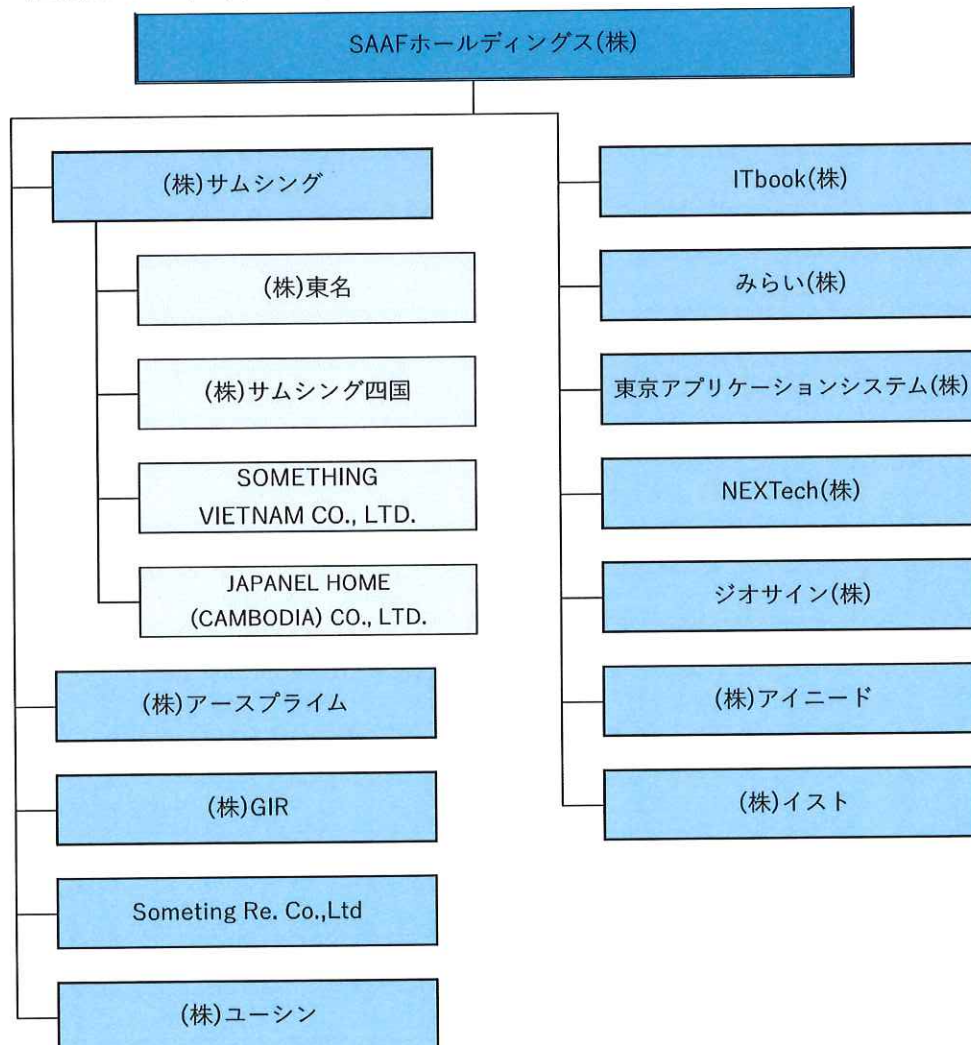 SAAFホールディングス(株)
(株)サムシング
(株)東名
(株)サムシング四国
SOMETHING
VIETNAM CO., LTD.
JAPANEL HOME
(CAMBODIA) CO., LTD.
(株)アースプライム
(株)GIR
Someting Re. Co.,Ltd
(株)ユーシン
ITbook(株)
みらい(株)
東京アプリケーションシステム(株)
NEXTech(株)
ジオサイン(株)
(株)アイニード
(株)イスト